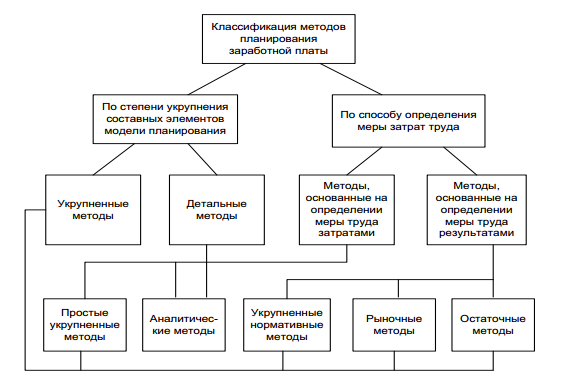 Классификация методов
планирования
заработной платы
По степени укрупнения
составных элементов
модели планирования
По способу определения
меры затрат труда
Укрупненные
методы
Детальные
методы
Методы,
основанные на
определении
меры труда
затратами
Методы,
основанные на
определении
меры труда
результатами
Простые
укрупненные
методы
Аналитичес-
кие методы
Укрупненные
нормативные
методы
Рыночные
методы
Остаточные
методы